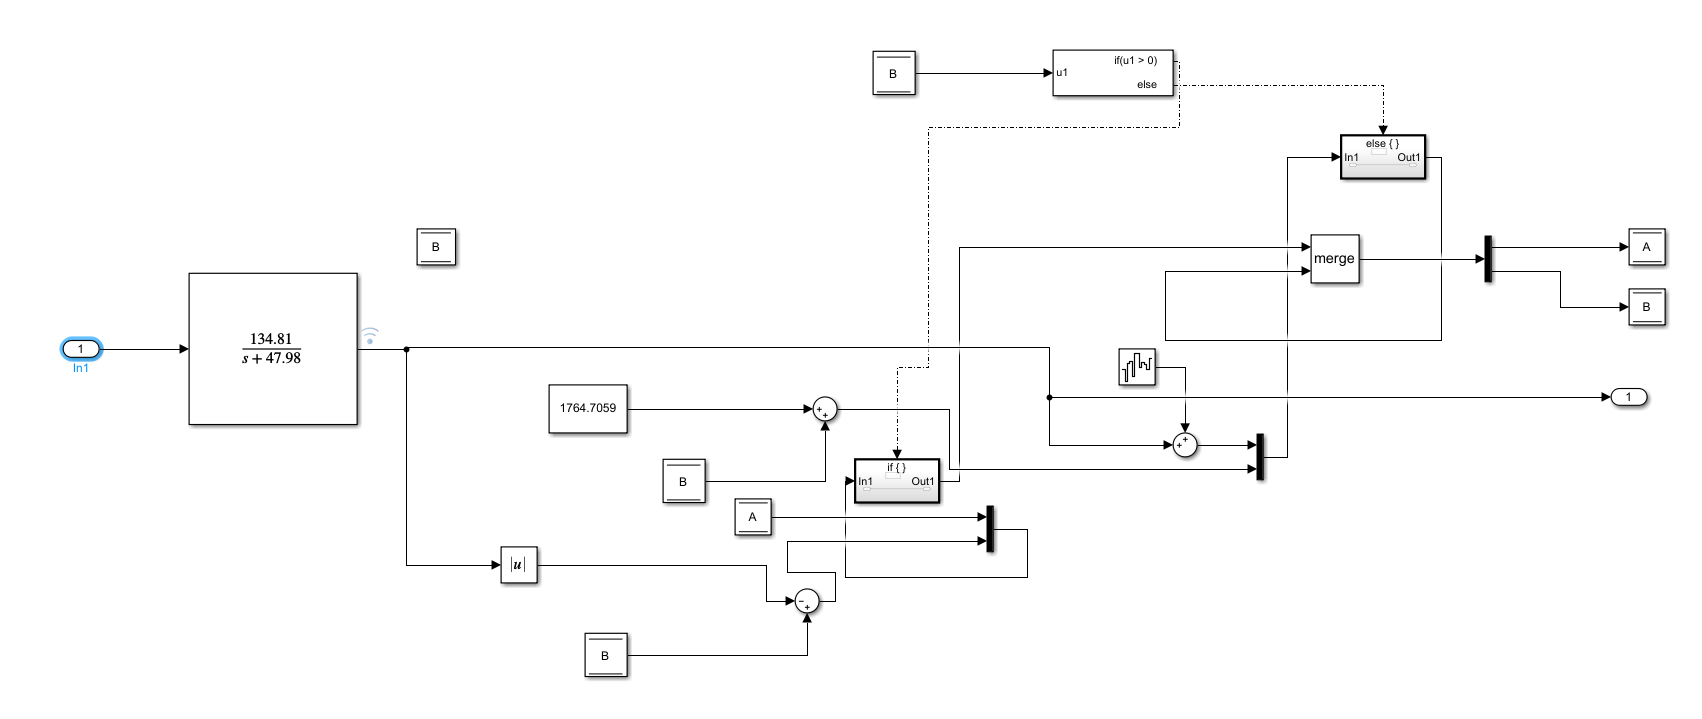 B
u1
if(u1 > 0)
else
else { }
In1
Out1
B
merge
A
B
1
In1
134.81
s + 47.98
1764.7059
+
+
1
+
+
B
if { }
In1
Out1
A
|u|
−
+
B